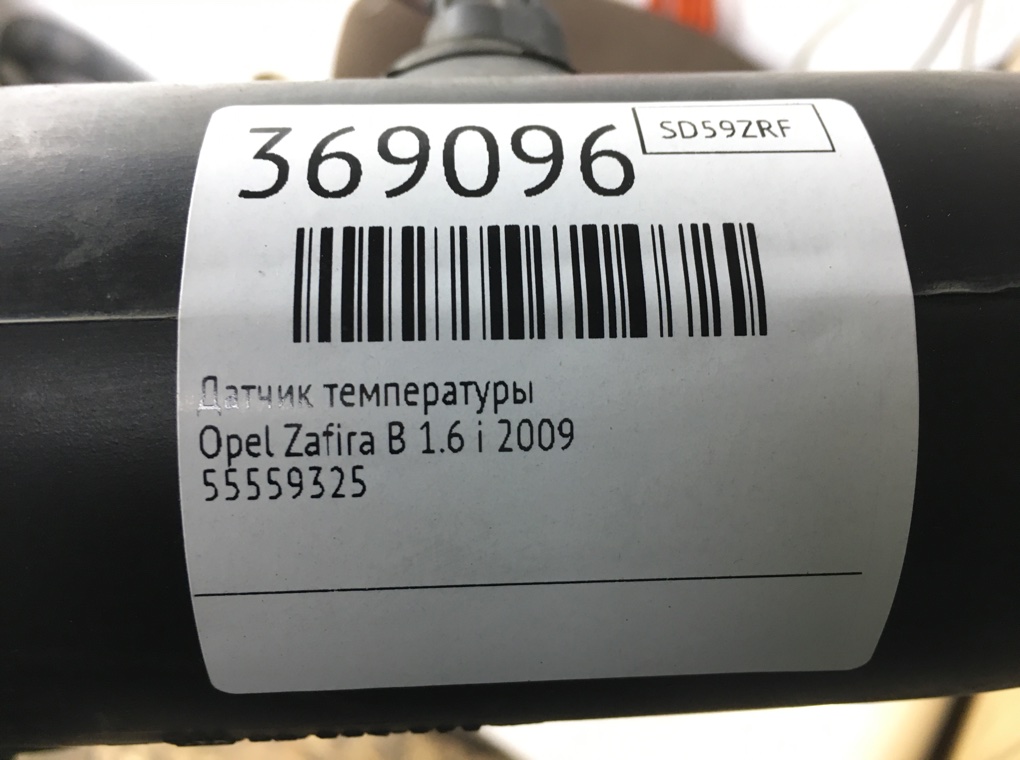 369096
SD59ZRF
Датчик температуры
Opel Zafira B 1.6 i 2009
55559325